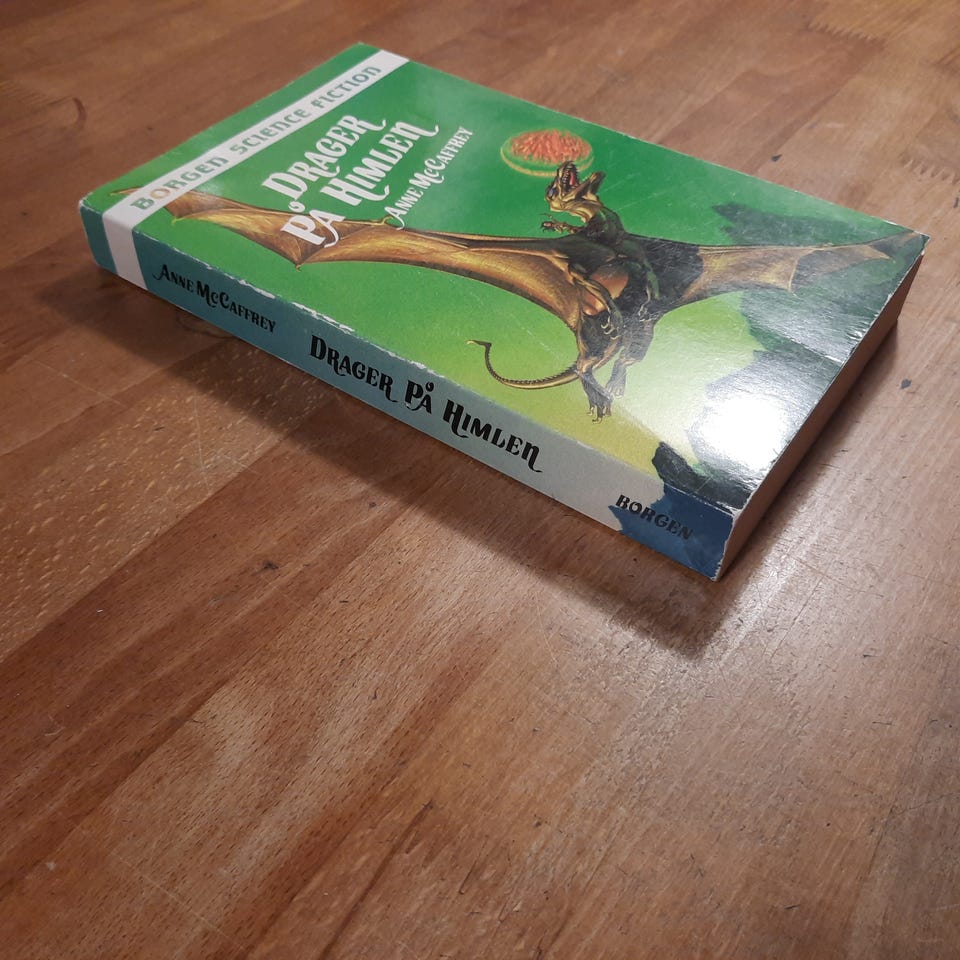 BORGEN SCIENCE FICTION
DRAGER
PÅ HIMLEN
ANNE MCCAFFREY
ANNE MCCAFFREY DRAGER PÅ HIMLEN BORGEN